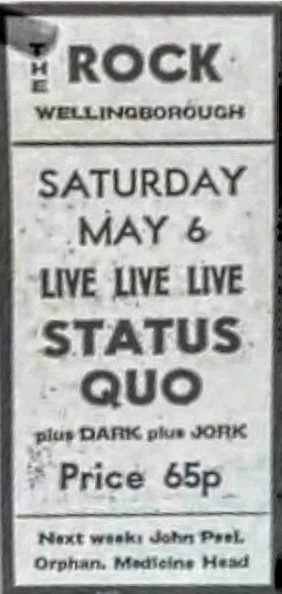 THE ROCK
WELLINGBOROUGH
SATURDAY
MAY 6
LIVE LIVE LIVE
STATUS
QUO
plus DARK plus JORK
Price 65p
Next week: John Peel,
Orphan. Medicine Head